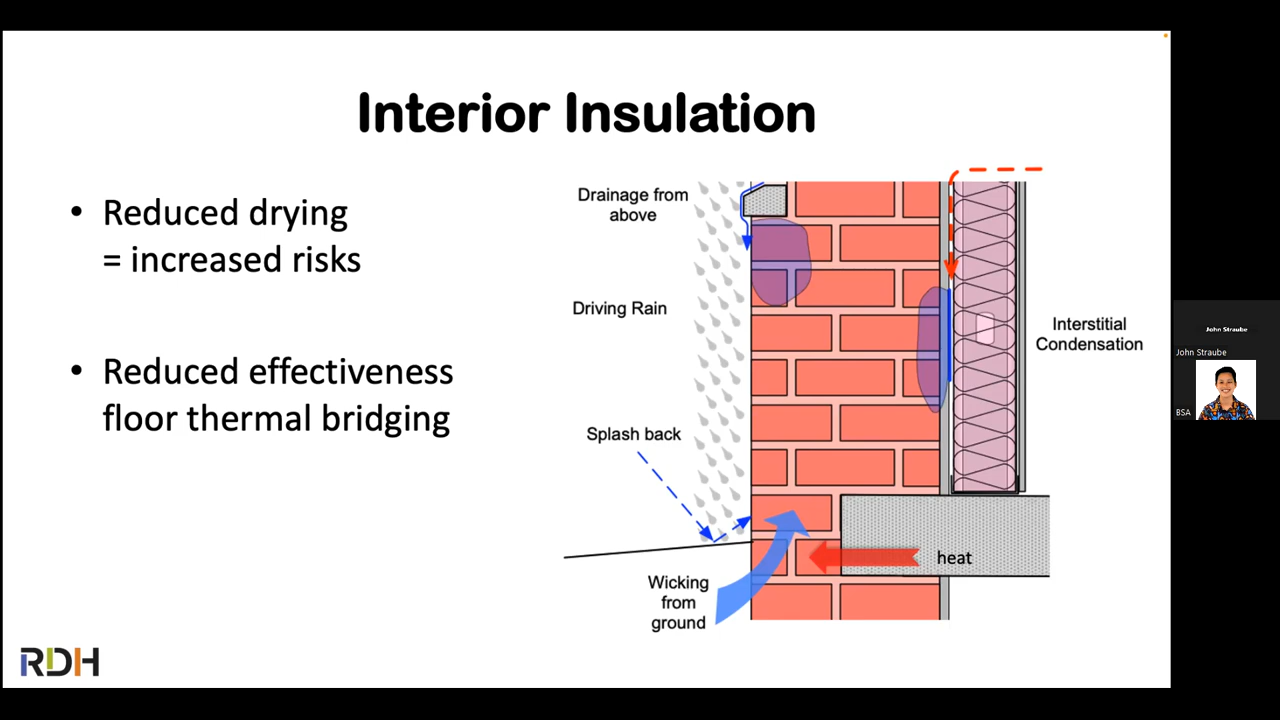 Interior Insulation
• Reduced drying
= increased risks
• Reduced effectiveness
floor thermal bridging
Drainage from
above
Driving Rain
Splash back
Wicking
from
ground
heat
Interstitial
Condensation
RDH
John Straube
John Straube
BSA